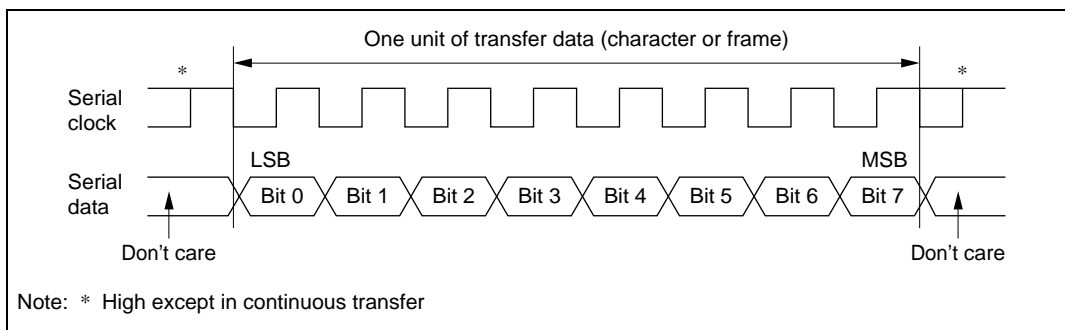 One unit of transfer data (character or frame)
* *
Serial clock
LSB MSB
Serial data
Bit 0 Bit 1 Bit 2 Bit 3 Bit 4 Bit 5 Bit 6 Bit 7
Don't care Don't care
Note: * High except in continuous transfer